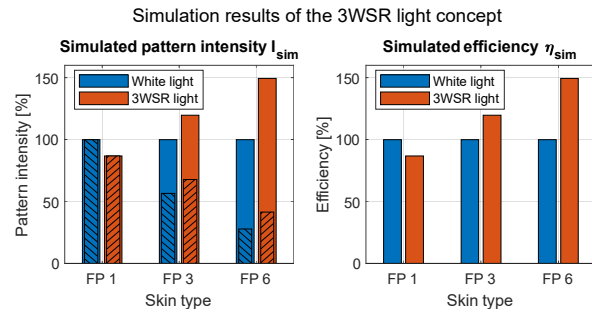 Simulation results of the 3WSR light concept
Simulated pattern intensity I_sim
150
100
50
0
Pattern intensity [%]
White light
3WSR light
FP 1 FP 3 FP 6
Skin type
Simulated efficiency η_sim
150
100
50
0
Efficiency [%]
White light
3WSR light
FP 1 FP 3 FP 6
Skin type